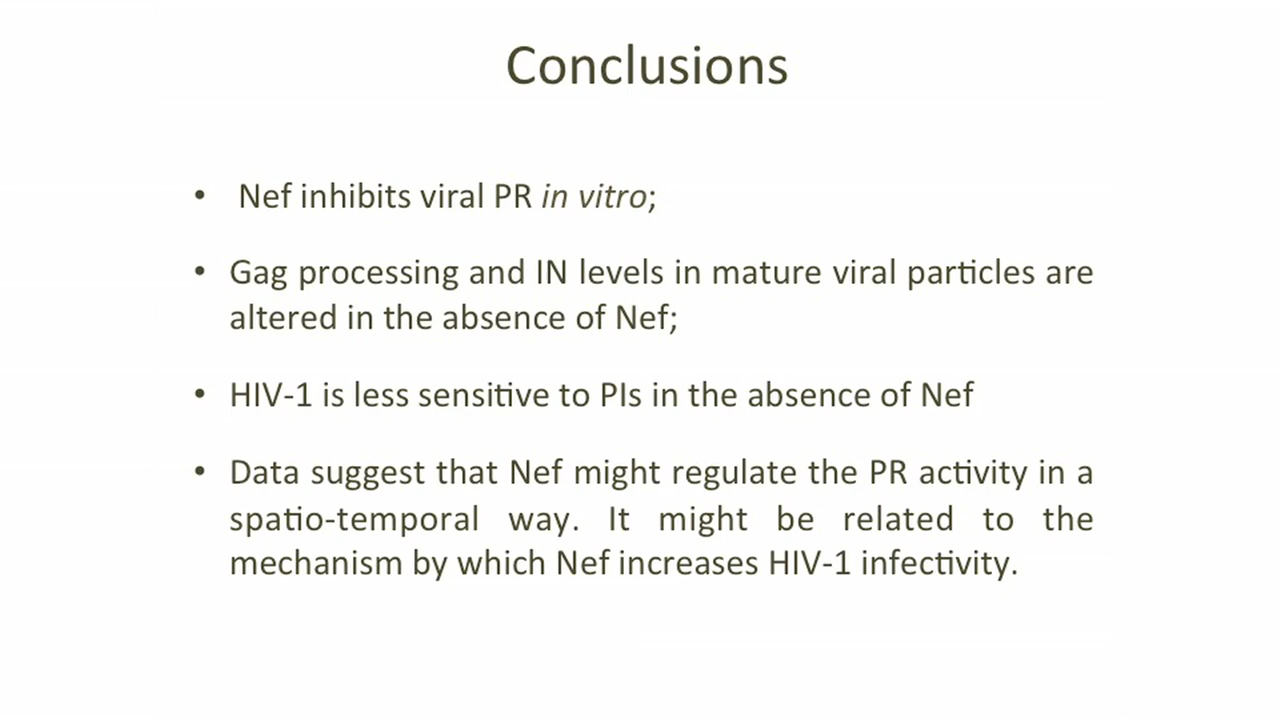 Conclusions
• Nef inhibits viral PR in vitro;
• Gag processing and IN levels in mature viral particles are
altered in the absence of Nef;
• HIV-1 is less sensitive to PIs in the absence of Nef
• Data suggest that Nef might regulate the PR activity in a
spatio-temporal way. It might be related to the
mechanism by which Nef increases HIV-1 infectivity.